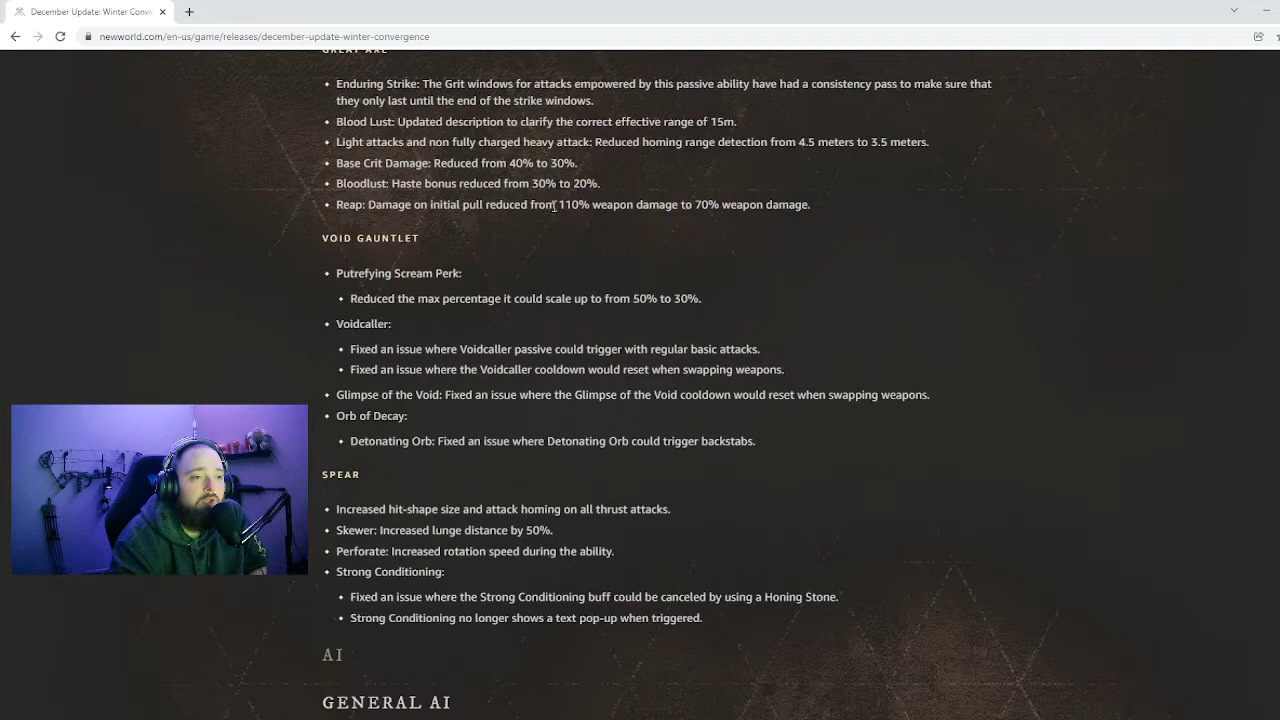 December Update: Winter Conv
newworld.com/en-us/game/releases/december-update-winter-convergence
GREAT AXE
Enduring Strike: The Grit windows for attacks empowered by this passive ability have had a consistency pass to make sure that
they only last until the end of the strike windows.
Blood Lust: Updated description to clarify the correct effective range of 15m.
Light attacks and non fully charged heavy attack: Reduced homing range detection from 4.5 meters to 3.5 meters.
Base Crit Damage: Reduced from 40% to 30%.
Bloodlust: Haste bonus reduced from 30% to 20%.
Reap: Damage on initial pull reduced from 110% weapon damage to 70% weapon damage.
VOID GAUNTLET
Putrefying Scream Perk:
Reduced the max percentage it could scale up to from 50% to 30%.
Voidcaller:
Fixed an issue where Voidcaller passive could trigger with regular basic attacks.
Fixed an issue where the Voidcaller cooldown would reset when swapping weapons.
Glimpse of the Void: Fixed an issue where the Glimpse of the Void cooldown would reset when swapping weapons.
Orb of Decay:
Detonating Orb: Fixed an issue where Detonating Orb could trigger backstabs.
SPEAR
Increased hit-shape size and attack homing on all thrust attacks.
Skewer: Increased lunge distance by 50%.
Perforate: Increased rotation speed during the ability.
Strong Conditioning:
Fixed an issue where the Strong Conditioning buff could be canceled by using a Honing Stone.
Strong Conditioning no longer shows a text pop-up when triggered.
AI
GENERAL AI